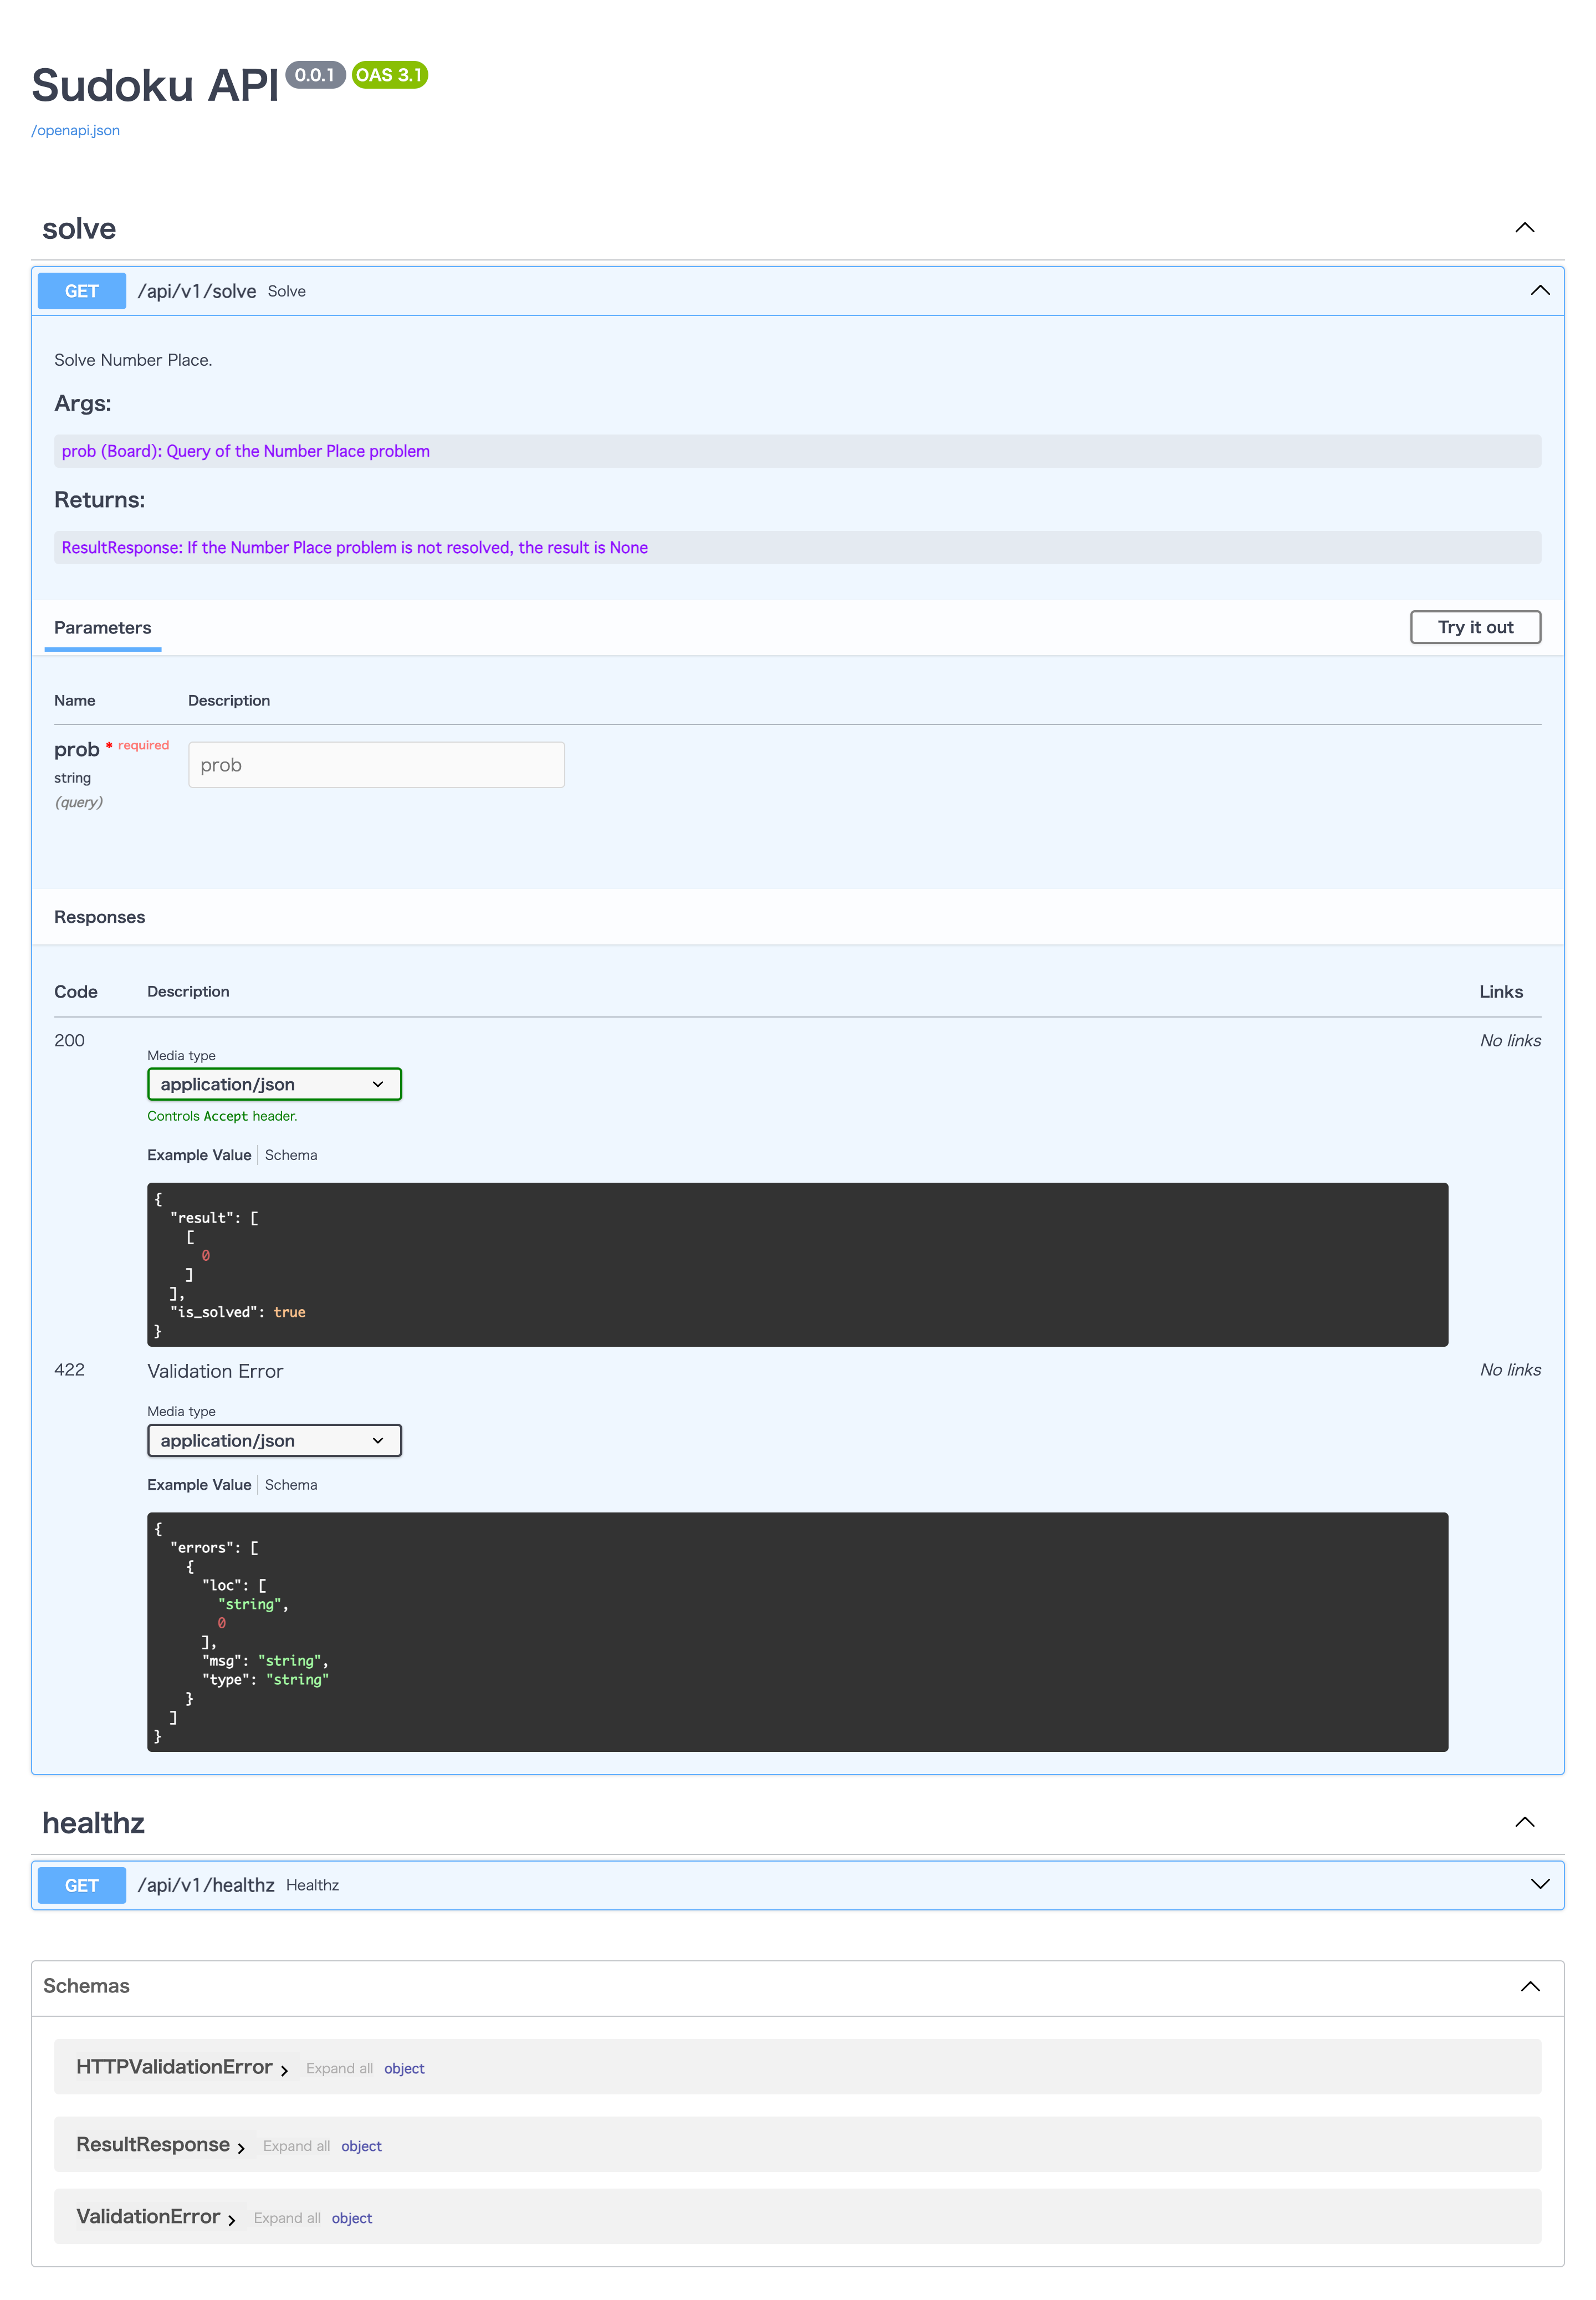 Sudoku API 0.0.1 OAS 3.1
/openapi.json
solve
GET /api/v1/solve Solve
Solve Number Place.
Args:
prob (Board): Query of the Number Place problem
Returns:
ResultResponse: If the Number Place problem is not resolved, the result is None
Parameters Try it out
Name Description
prob * required prob
string
(query)
Responses
Code Description Links
200 No links
Media type
application/json
Controls Accept header.
Example Value Schema
{
  "result": [
    [
      0
    ]
  ],
  "is_solved": true
}
422 Validation Error No links
Media type
application/json
Example Value Schema
{
  "errors": [
    {
      "loc": [
        "string",
        0
      ],
      "msg": "string",
      "type": "string"
    }
  ]
}
healthz
GET /api/v1/healthz Healthz
Schemas
HTTPValidationError Expand all object
ResultResponse Expand all object
ValidationError Expand all object